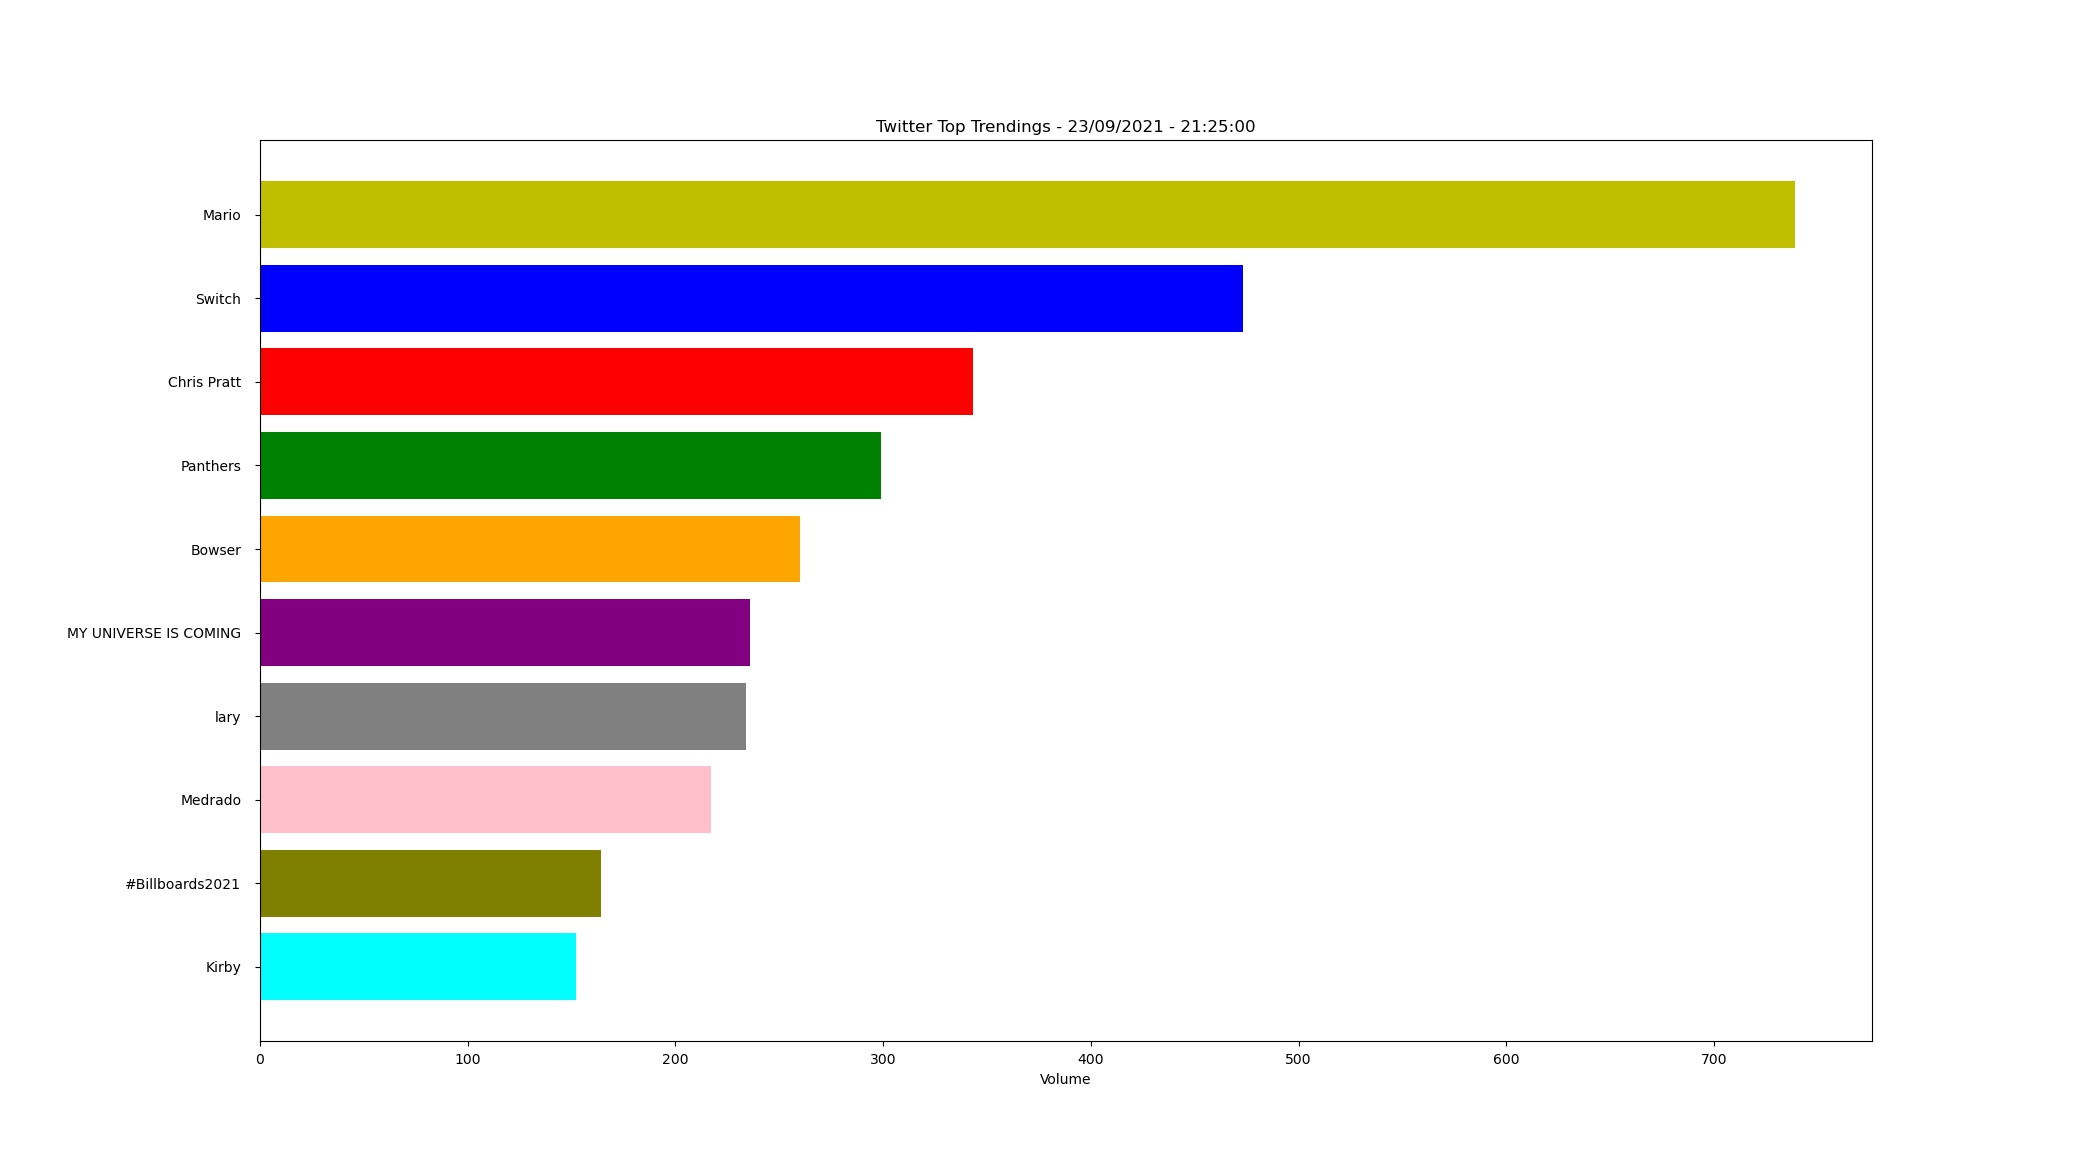 Twitter Top Trendings - 23/09/2021 - 21:25:00
Mario
Switch
Chris Pratt
Panthers
Bowser
MY UNIVERSE IS COMING
lary
Medrado
#Billboards2021
Kirby
0 100 200 300 400 500 600 700
Volume